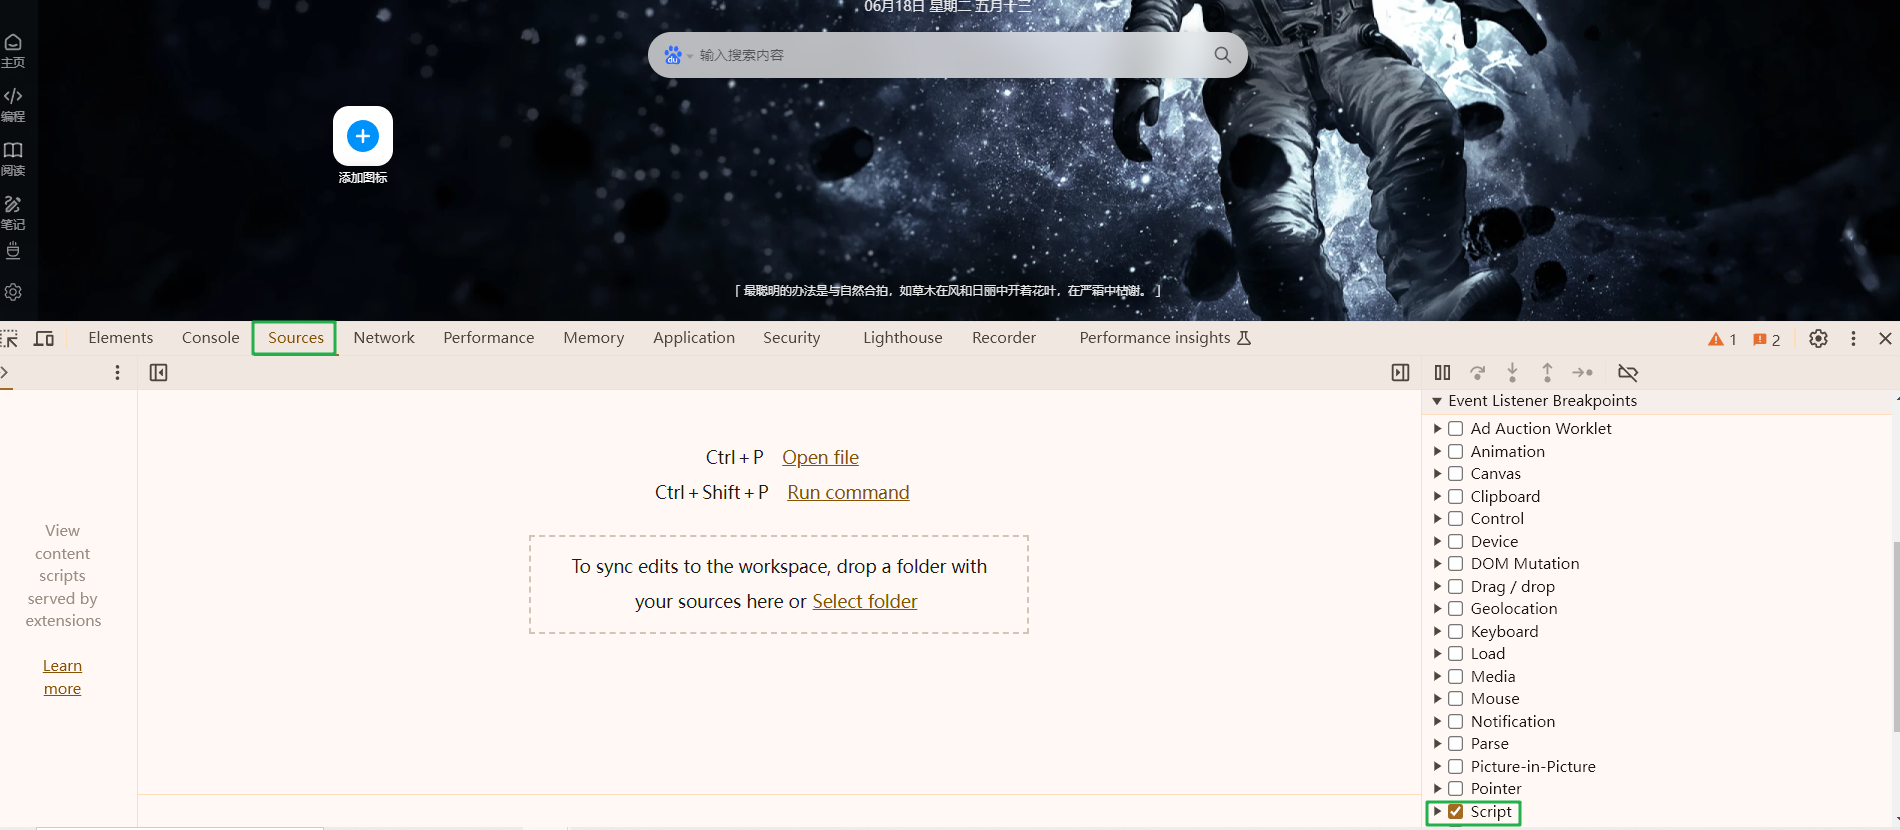 06月18日 星期二 五月十三
输入搜索内容
主页
编程
阅读
笔记
添加图标
「 最聪明的办法是与自然合拍，如草木在风和日丽中开着花叶，在严霜中枯谢。 」
Elements Console Sources Network Performance Memory Application Security Lighthouse Recorder Performance insights 1 2
View
content
scripts
served by
extensions
Learn
more
Ctrl + P Open file
Ctrl + Shift + P Run command
To sync edits to the workspace, drop a folder with
your sources here or Select folder
Event Listener Breakpoints
Ad Auction Worklet
Animation
Canvas
Clipboard
Control
Device
DOM Mutation
Drag / drop
Geolocation
Keyboard
Load
Media
Mouse
Notification
Parse
Picture-in-Picture
Pointer
Script